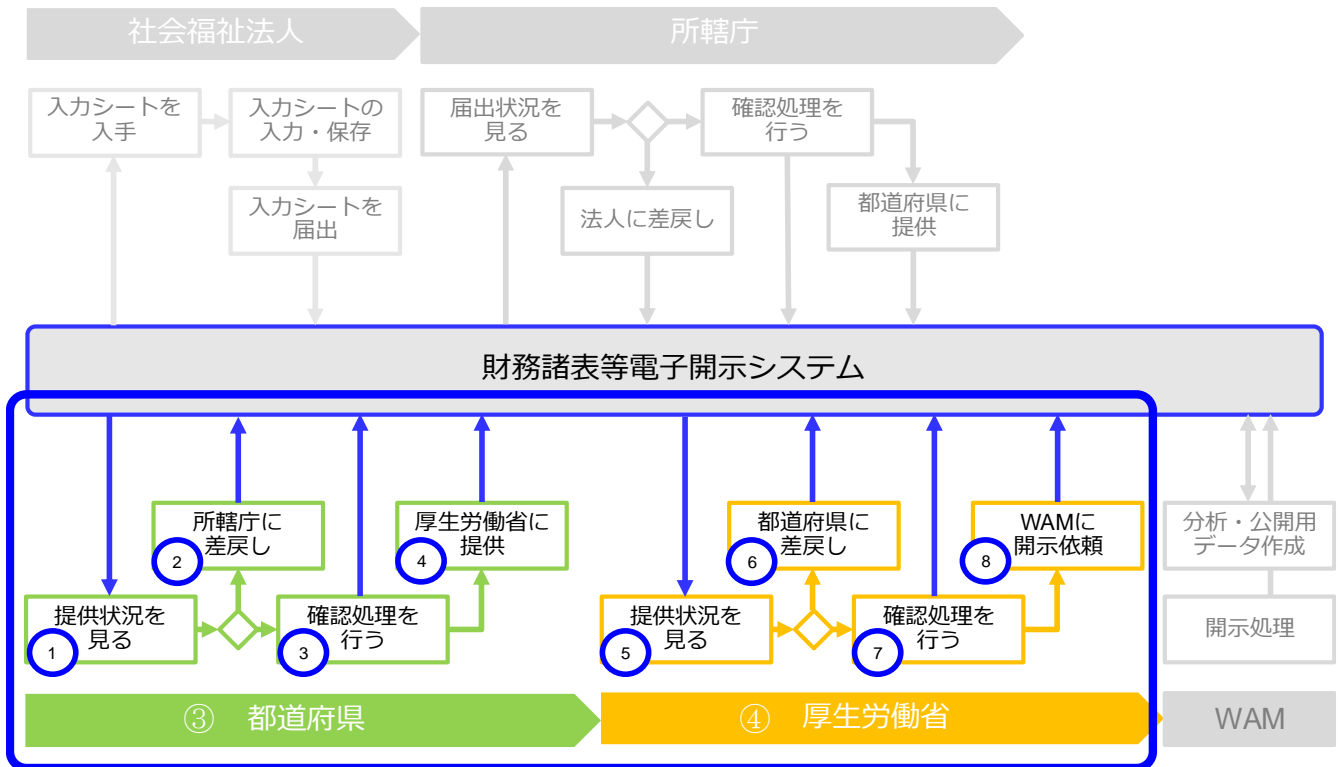 社会福祉法人
所轄庁
入力シートを
入手
入力シートの
入力・保存
入力シートを
届出
届出状況を
見る
法人に差戻し
確認処理を
行う
都道府県に
提供
財務諸表等電子開示システム
提供状況を
見る
1
所轄庁に
差戻し
2
確認処理を
行う
3
厚生労働省に
提供
4
提供状況を
見る
5
都道府県に
差戻し
6
確認処理を
行う
7
WAMに
開示依頼
8
分析・公開用
データ作成
開示処理
③ 都道府県
④ 厚生労働省
WAM